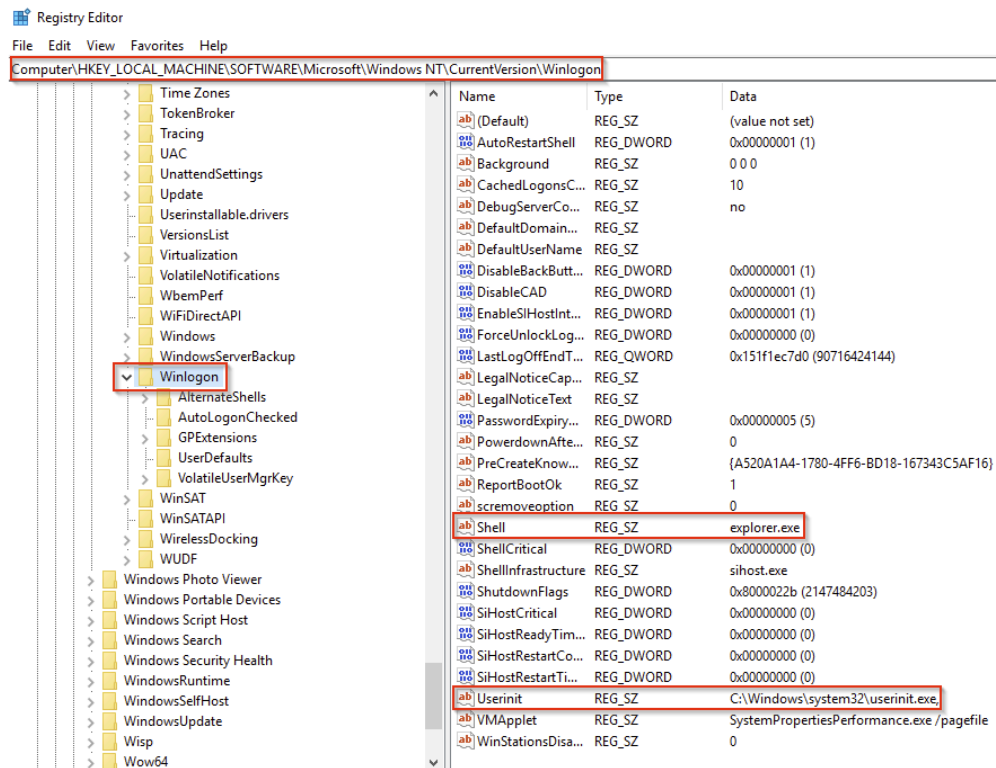 Registry Editor
File Edit View Favorites Help
Computer\HKEY_LOCAL_MACHINE\SOFTWARE\Microsoft\Windows NT\CurrentVersion\Winlogon
Time Zones
TokenBroker
Tracing
UAC
UnattendSettings
Update
Userinstallable.drivers
VersionsList
Virtualization
VolatileNotifications
WbemPerf
WiFiDirectAPI
Windows
WindowsServerBackup
Winlogon
AlternateShells
AutoLogonChecked
GPExtensions
UserDefaults
VolatileUserMgrKey
WinSAT
WinSATAPI
WirelessDocking
WUDF
Windows Photo Viewer
Windows Portable Devices
Windows Script Host
Windows Search
Windows Security Health
WindowsRuntime
WindowsSelfHost
WindowsUpdate
Wisp
Wow64
Name Type Data
(Default) REG_SZ (value not set)
AutoRestartShell REG_DWORD 0x00000001 (1)
Background REG_SZ 0 0 0
CachedLogonsC... REG_SZ 10
DebugServerCo... REG_SZ no
DefaultDomain... REG_SZ
DefaultUserName REG_SZ
DisableBackButt... REG_DWORD 0x00000001 (1)
DisableCAD REG_DWORD 0x00000001 (1)
EnableSIHostInt... REG_DWORD 0x00000001 (1)
ForceUnlockLog... REG_DWORD 0x00000000 (0)
LastLogOffEndT... REG_QWORD 0x151f1ec7d0 (90716424144)
LegalNoticeCap... REG_SZ
LegalNoticeText REG_SZ
PasswordExpiry... REG_DWORD 0x00000005 (5)
PowerdownAfte... REG_SZ 0
PreCreateKnow... REG_SZ {A520A1A4-1780-4FF6-BD18-167343C5AF16}
ReportBootOk REG_SZ 1
scremoveoption REG_SZ 0
Shell REG_SZ explorer.exe
ShellCritical REG_DWORD 0x00000000 (0)
ShellInfrastructure REG_SZ sihost.exe
ShutdownFlags REG_DWORD 0x8000022b (2147484203)
SiHostCritical REG_DWORD 0x00000000 (0)
SiHostReadyTim... REG_DWORD 0x00000000 (0)
SiHostRestartCo... REG_DWORD 0x00000000 (0)
SiHostRestartTi... REG_DWORD 0x00000000 (0)
Userinit REG_SZ C:\Windows\system32\userinit.exe,
VMApplet REG_SZ SystemPropertiesPerformance.exe /pagefile
WinStationsDisa... REG_SZ 0